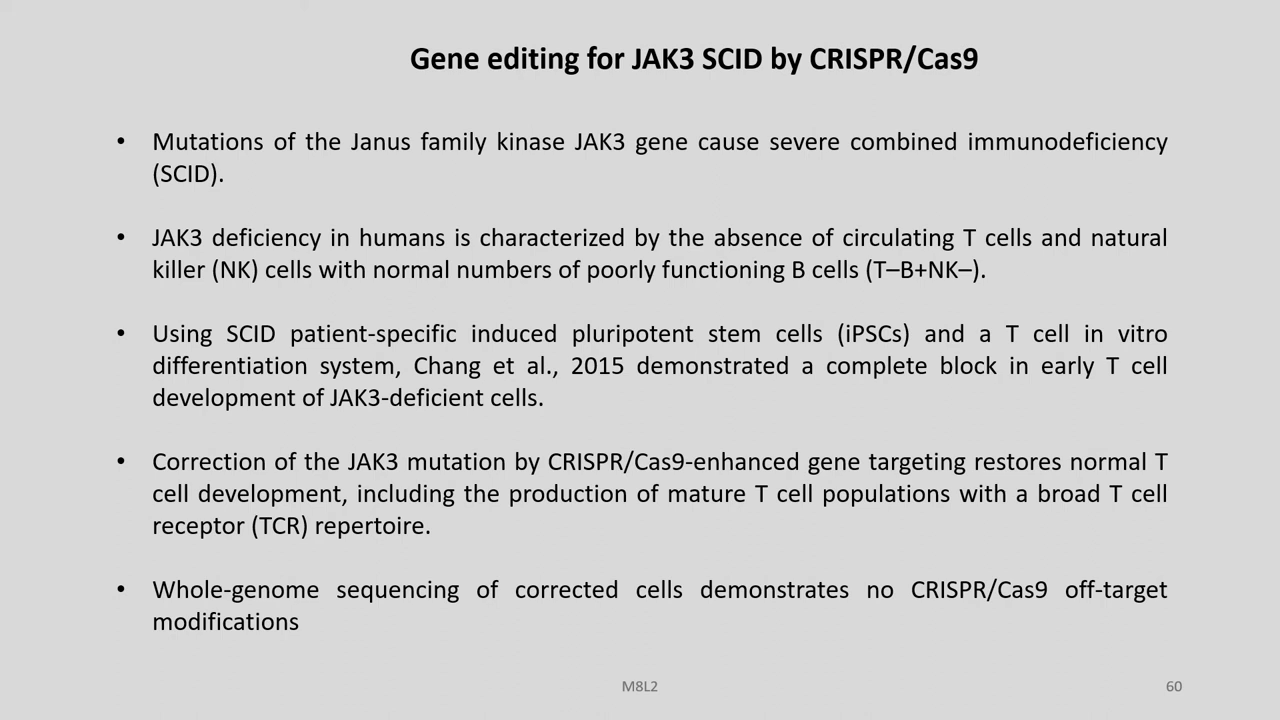 Gene editing for JAK3 SCID by CRISPR/Cas9
• Mutations of the Janus family kinase JAK3 gene cause severe combined immunodeficiency
(SCID).
• JAK3 deficiency in humans is characterized by the absence of circulating T cells and natural
killer (NK) cells with normal numbers of poorly functioning B cells (T–B+NK–).
• Using SCID patient-specific induced pluripotent stem cells (iPSCs) and a T cell in vitro
differentiation system, Chang et al., 2015 demonstrated a complete block in early T cell
development of JAK3-deficient cells.
• Correction of the JAK3 mutation by CRISPR/Cas9-enhanced gene targeting restores normal T
cell development, including the production of mature T cell populations with a broad T cell
receptor (TCR) repertoire.
• Whole-genome sequencing of corrected cells demonstrates no CRISPR/Cas9 off-target
modifications
M8L2
60